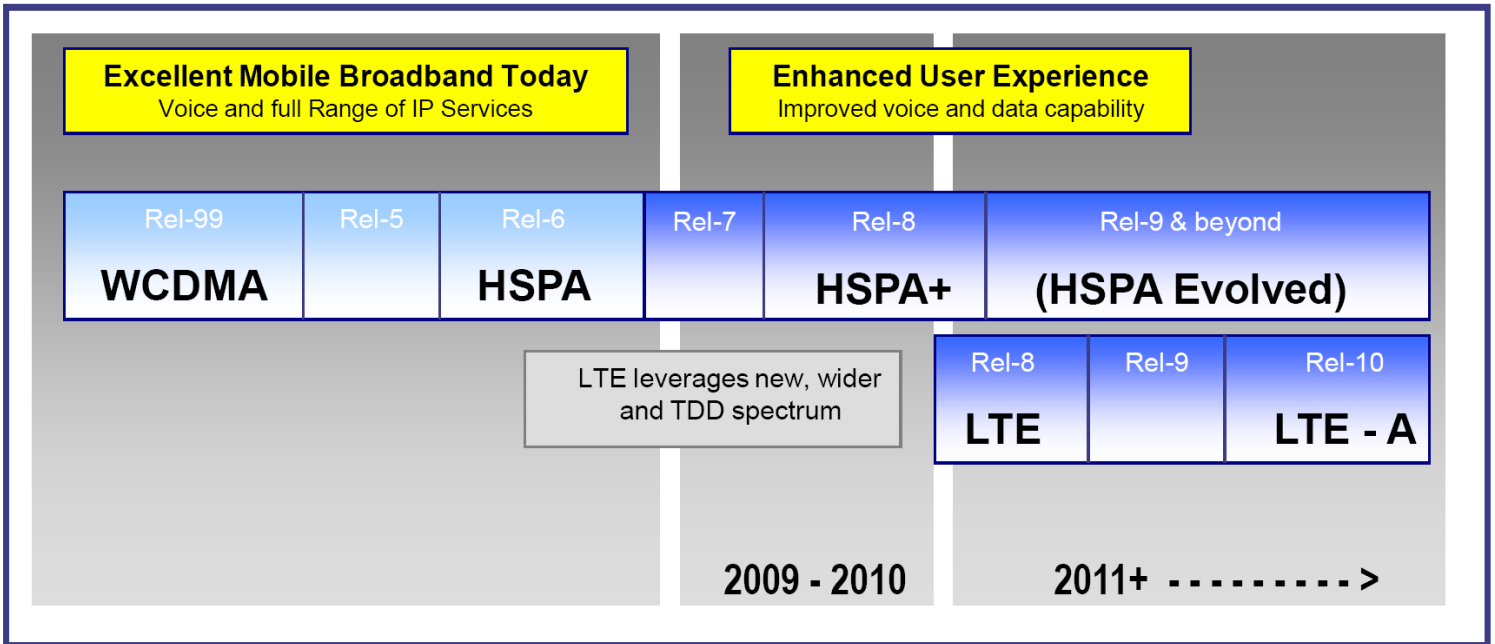 Excellent Mobile Broadband Today
Voice and full Range of IP Services
Enhanced User Experience
Improved voice and data capability
Rel-99
WCDMA
Rel-5
Rel-6
HSPA
Rel-7
Rel-8
HSPA+
Rel-9 & beyond
(HSPA Evolved)
LTE leverages new, wider
and TDD spectrum
Rel-8
LTE
Rel-9
Rel-10
LTE - A
2009 - 2010
2011+ - - - - - - - - - >